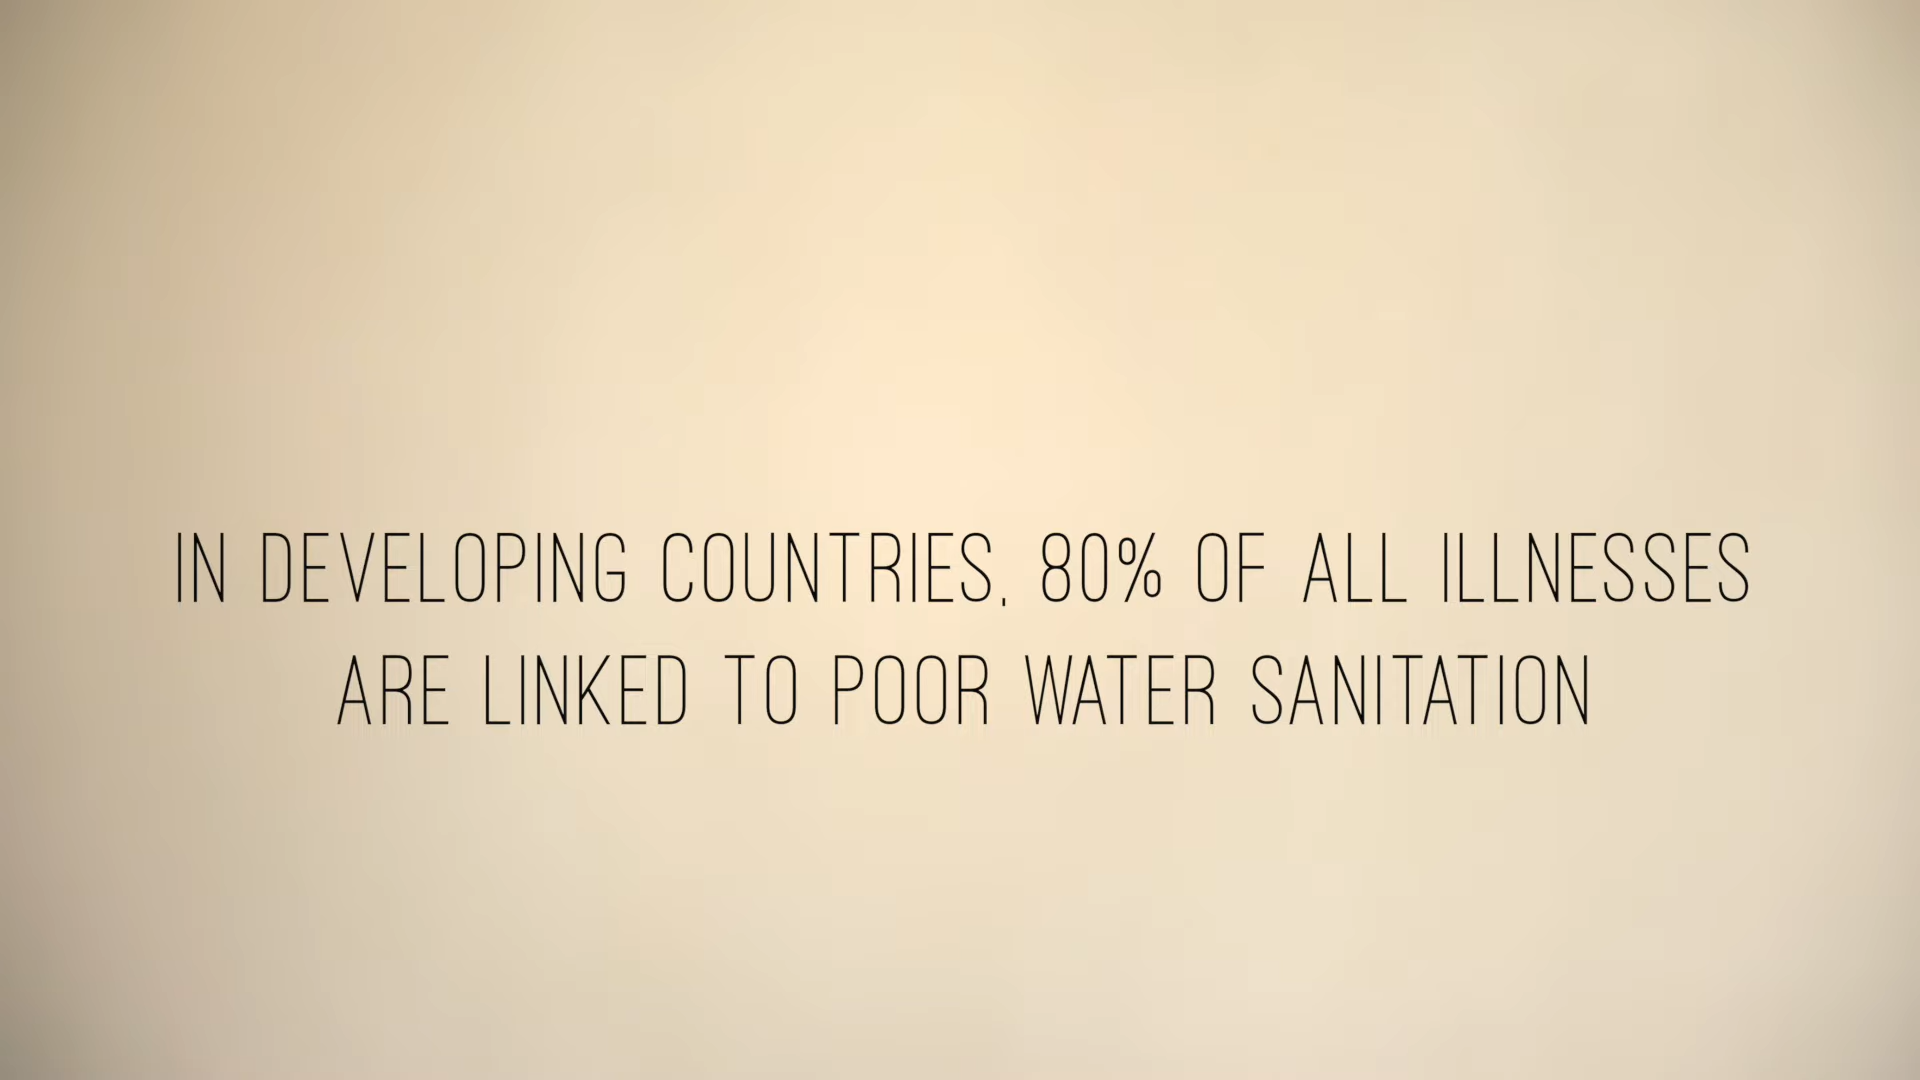 IN DEVELOPING COUNTRIES, 80% OF ALL ILLNESSES
ARE LINKED TO POOR WATER SANITATION